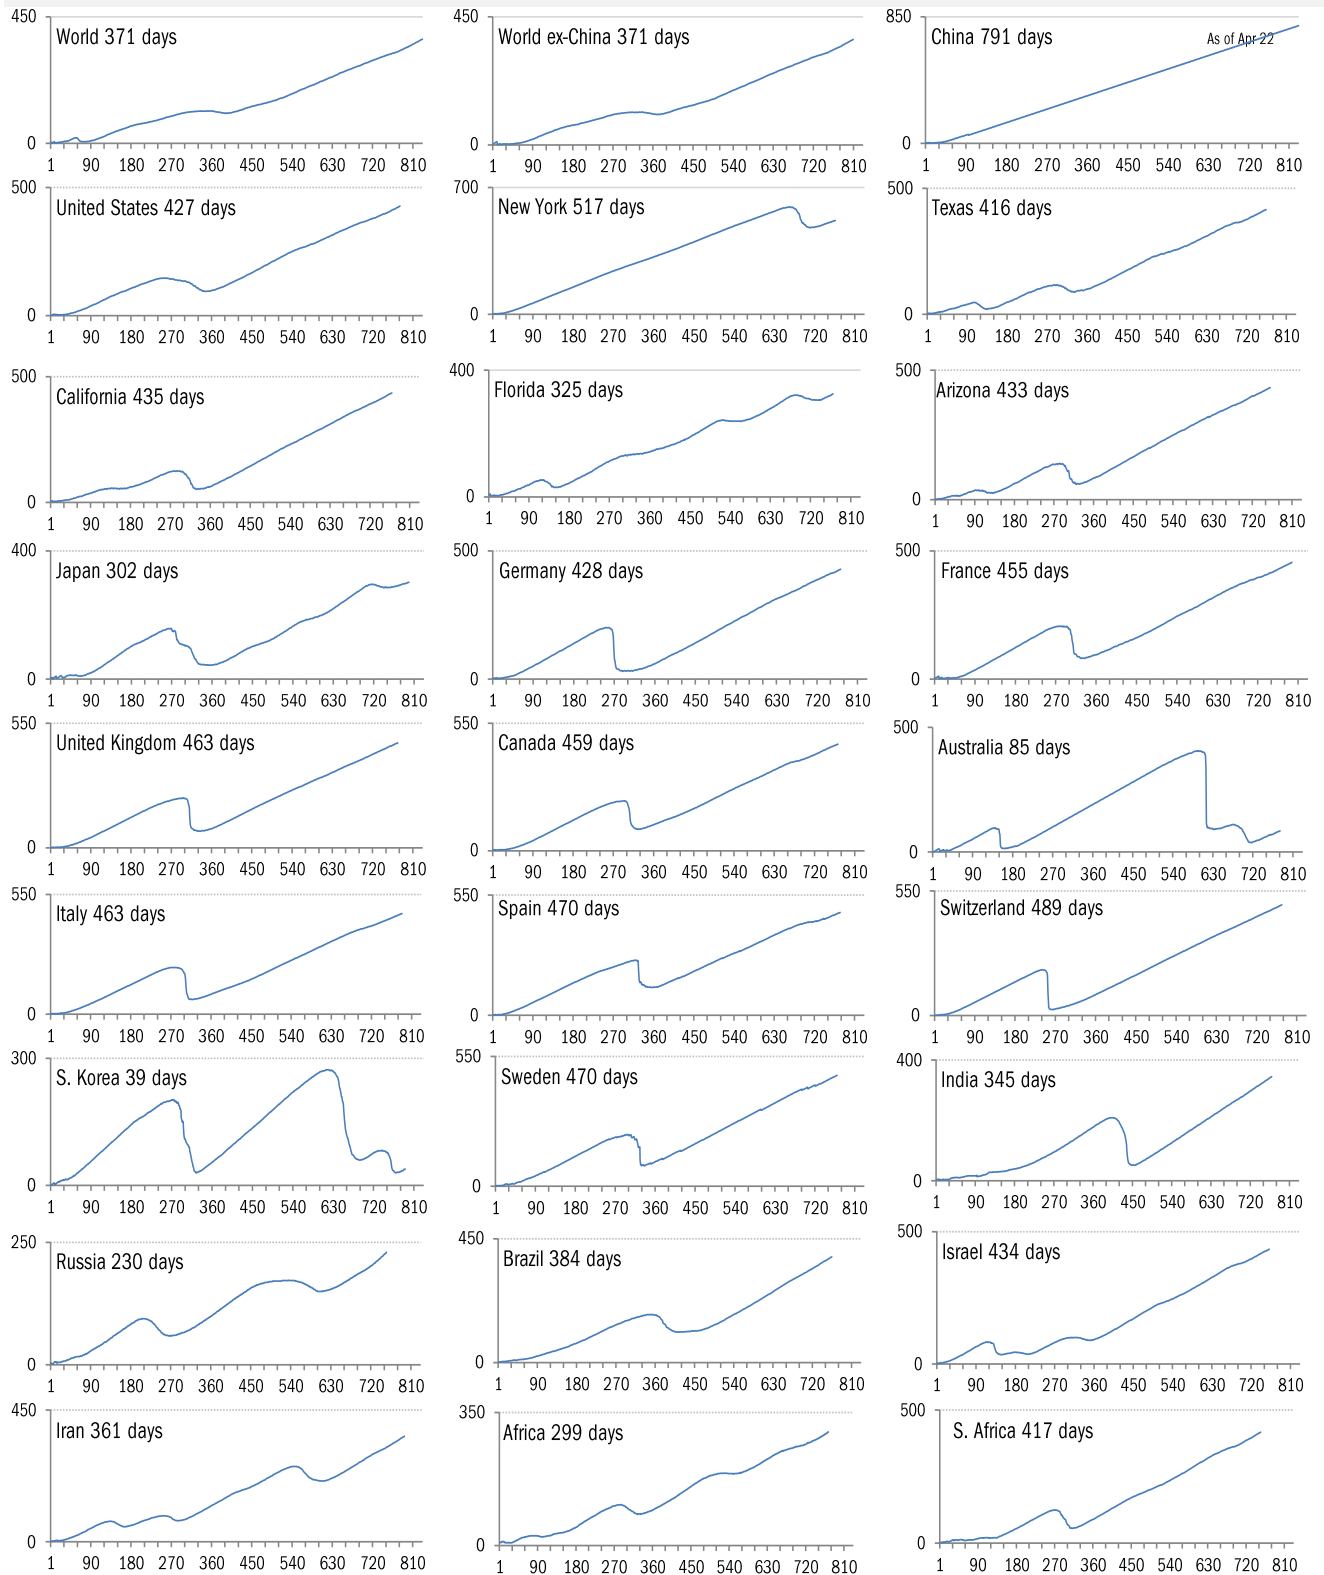 450 450 850
World 371 days World ex-China 371 days China 791 days
As of Apr 22
0 0 0
1 90 180 270 360 450 540 630 720 810 1 90 180 270 360 450 540 630 720 810 1 90 180 270 360 450 540 630 720 810
500 700 500
United States 427 days New York 517 days Texas 416 days
0 0 0
1 90 180 270 360 450 540 630 720 810 1 90 180 270 360 450 540 630 720 810 1 90 180 270 360 450 540 630 720 810
500 400 500
California 435 days Florida 325 days Arizona 433 days
0 0 0
1 90 180 270 360 450 540 630 720 810 1 90 180 270 360 450 540 630 720 810 1 90 180 270 360 450 540 630 720 810
400 500 500
Japan 302 days Germany 428 days France 455 days
0 0 0
1 90 180 270 360 450 540 630 720 810 1 90 180 270 360 450 540 630 720 810 1 90 180 270 360 450 540 630 720 810
550 550 500
United Kingdom 463 days Canada 459 days Australia 85 days
0 0 0
1 90 180 270 360 450 540 630 720 810 1 90 180 270 360 450 540 630 720 810 1 90 180 270 360 450 540 630 720 810
550 550 550
Italy 463 days Spain 470 days Switzerland 489 days
0 0 0
1 90 180 270 360 450 540 630 720 810 1 90 180 270 360 450 540 630 720 810 1 90 180 270 360 450 540 630 720 810
300 550 400
S. Korea 39 days Sweden 470 days India 345 days
0 0 0
1 90 180 270 360 450 540 630 720 810 1 90 180 270 360 450 540 630 720 810 1 90 180 270 360 450 540 630 720 810
250 450 500
Russia 230 days Brazil 384 days Israel 434 days
0 0 0
1 90 180 270 360 450 540 630 720 810 1 90 180 270 360 450 540 630 720 810 1 90 180 270 360 450 540 630 720 810
450 350 500
Iran 361 days Africa 299 days S. Africa 417 days
0 0 0
1 90 180 270 360 450 540 630 720 810 1 90 180 270 360 450 540 630 720 810 1 90 180 270 360 450 540 630 720 810